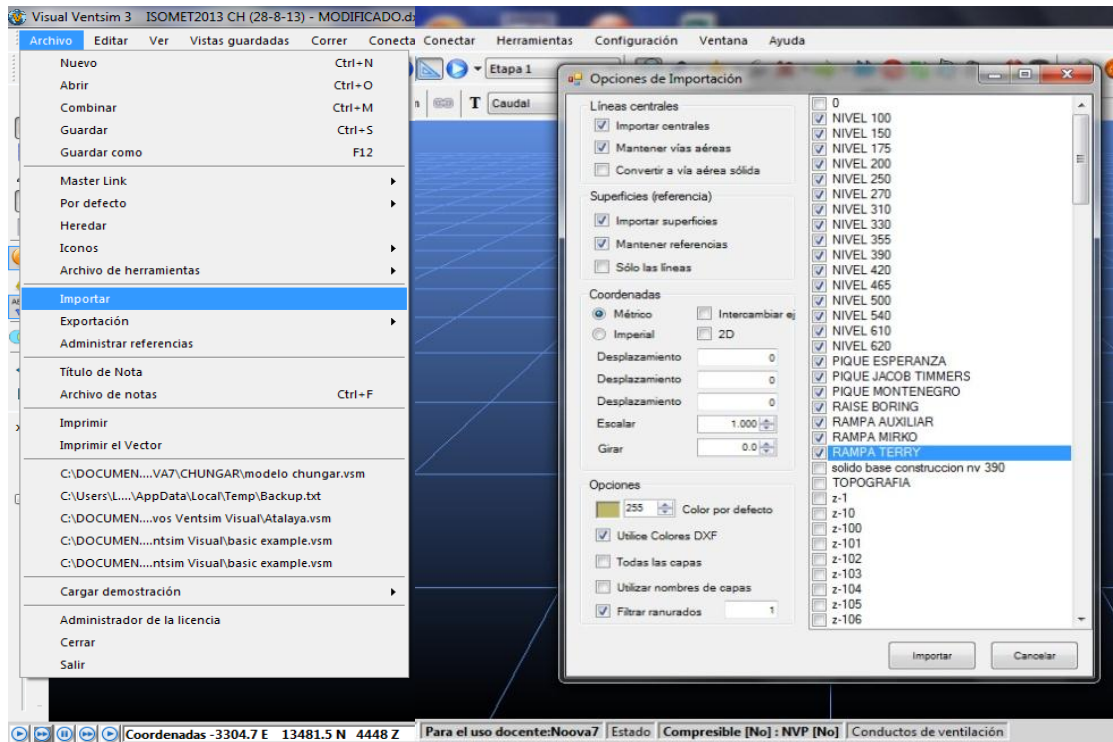 Visual Ventsim 3 ISOMET2013 CH (28-8-13) - MODIFICADO.d
Archivo Editar Ver Vistas guardadas Correr Conecta Conectar Herramientas Configuración Ventana Ayuda
Nuevo Ctrl+N
Abrir Ctrl+O
Combinar Ctrl+M
Guardar Ctrl+S
Guardar como F12
Master Link
Por defecto
Heredar
Iconos
Archivo de herramientas
Importar
Exportación
Administrar referencias
Título de Nota
Archivo de notas Ctrl+F
Imprimir
Imprimir el Vector
C:\DOCUMEN....VA7\CHUNGAR\modelo chungar.vsm
C:\Users\L....\AppData\Local\Temp\Backup.txt
C:\DOCUMEN....vos Ventsim Visual\Atalaya.vsm
C:\DOCUMEN....ntsim Visual\basic example.vsm
C:\DOCUMEN....ntsim Visual\basic example.vsm
Cargar demostración
Administrador de la licencia
Cerrar
Salir
Etapa 1
T Caudal
Opciones de Importación
Líneas centrales
Importar centrales
Mantener vías aéreas
Convertir a vía aérea sólida
Superficies (referencia)
Importar superficies
Mantener referencias
Sólo las líneas
Coordenadas
Métrico Intercambiar ej
Imperial 2D
Desplazamiento 0
Desplazamiento 0
Desplazamiento 0
Escalar 1.000
Girar 0.0
Opciones
255 Color por defecto
Utilice Colores DXF
Todas las capas
Utilizar nombres de capas
Filtrar ranurados 1
0
NIVEL 100
NIVEL 150
NIVEL 175
NIVEL 200
NIVEL 250
NIVEL 270
NIVEL 310
NIVEL 330
NIVEL 355
NIVEL 390
NIVEL 420
NIVEL 465
NIVEL 500
NIVEL 540
NIVEL 610
NIVEL 620
PIQUE ESPERANZA
PIQUE JACOB TIMMERS
PIQUE MONTENEGRO
RAISE BORING
RAMPA AUXILIAR
RAMPA MIRKO
RAMPA TERRY
solido base construccion nv 390
TOPOGRAFIA
z-1
z-10
z-100
z-101
z-102
z-103
z-104
z-105
z-106
Importar Cancelar
Coordenadas -3304.7 E 13481.5 N 4448 Z Para el uso docente:Noova7 Estado Compresible [No] : NVP [No] Conductos de ventilación